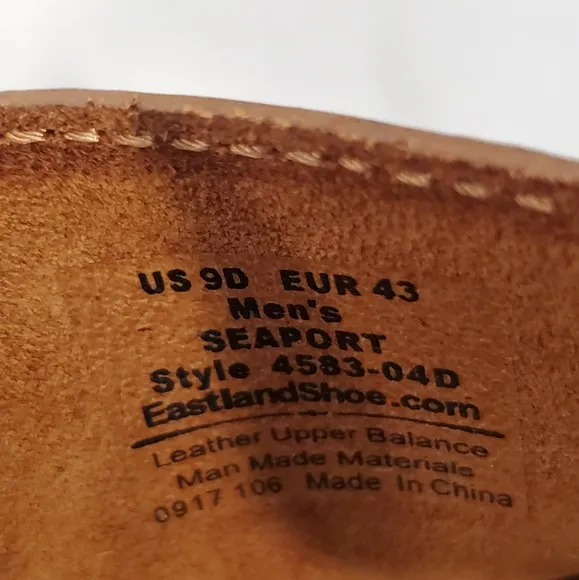 US 9D EUR 43
Men's
SEAPORT
Style 4583-04D
EastlandShoe.com
Leather Upper Balance
Man Made Materials
0917 106 Made In China